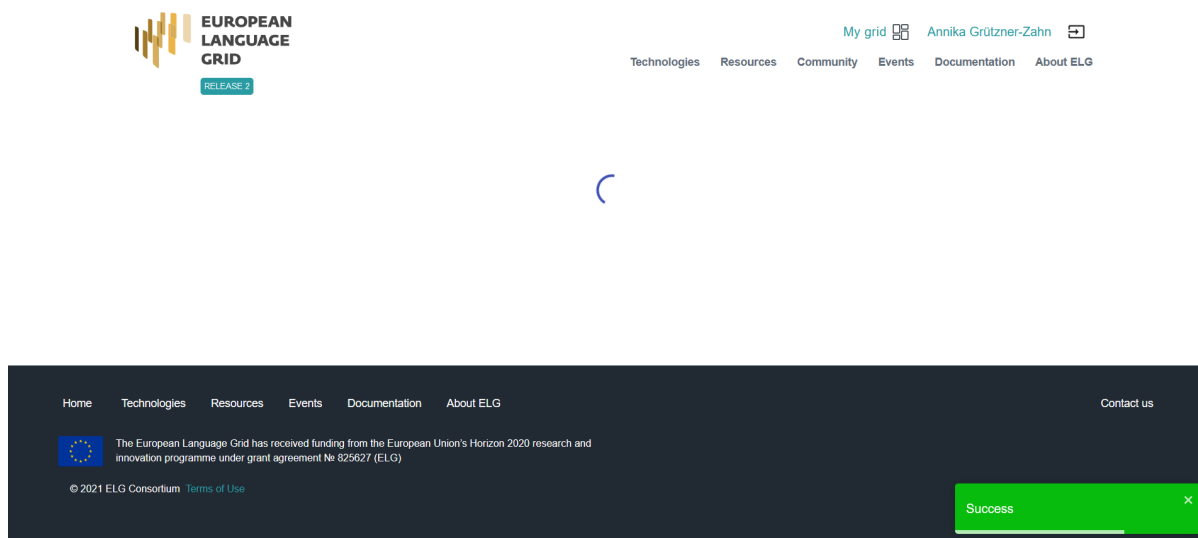 EUROPEAN
LANGUAGE
GRID
RELEASE 2
My grid Annika Grützner-Zahn
Technologies Resources Community Events Documentation About ELG
Home Technologies Resources Events Documentation About ELG Contact us
The European Language Grid has received funding from the European Union's Horizon 2020 research and
innovation programme under grant agreement № 825627 (ELG)
© 2021 ELG Consortium Terms of Use
Success ×